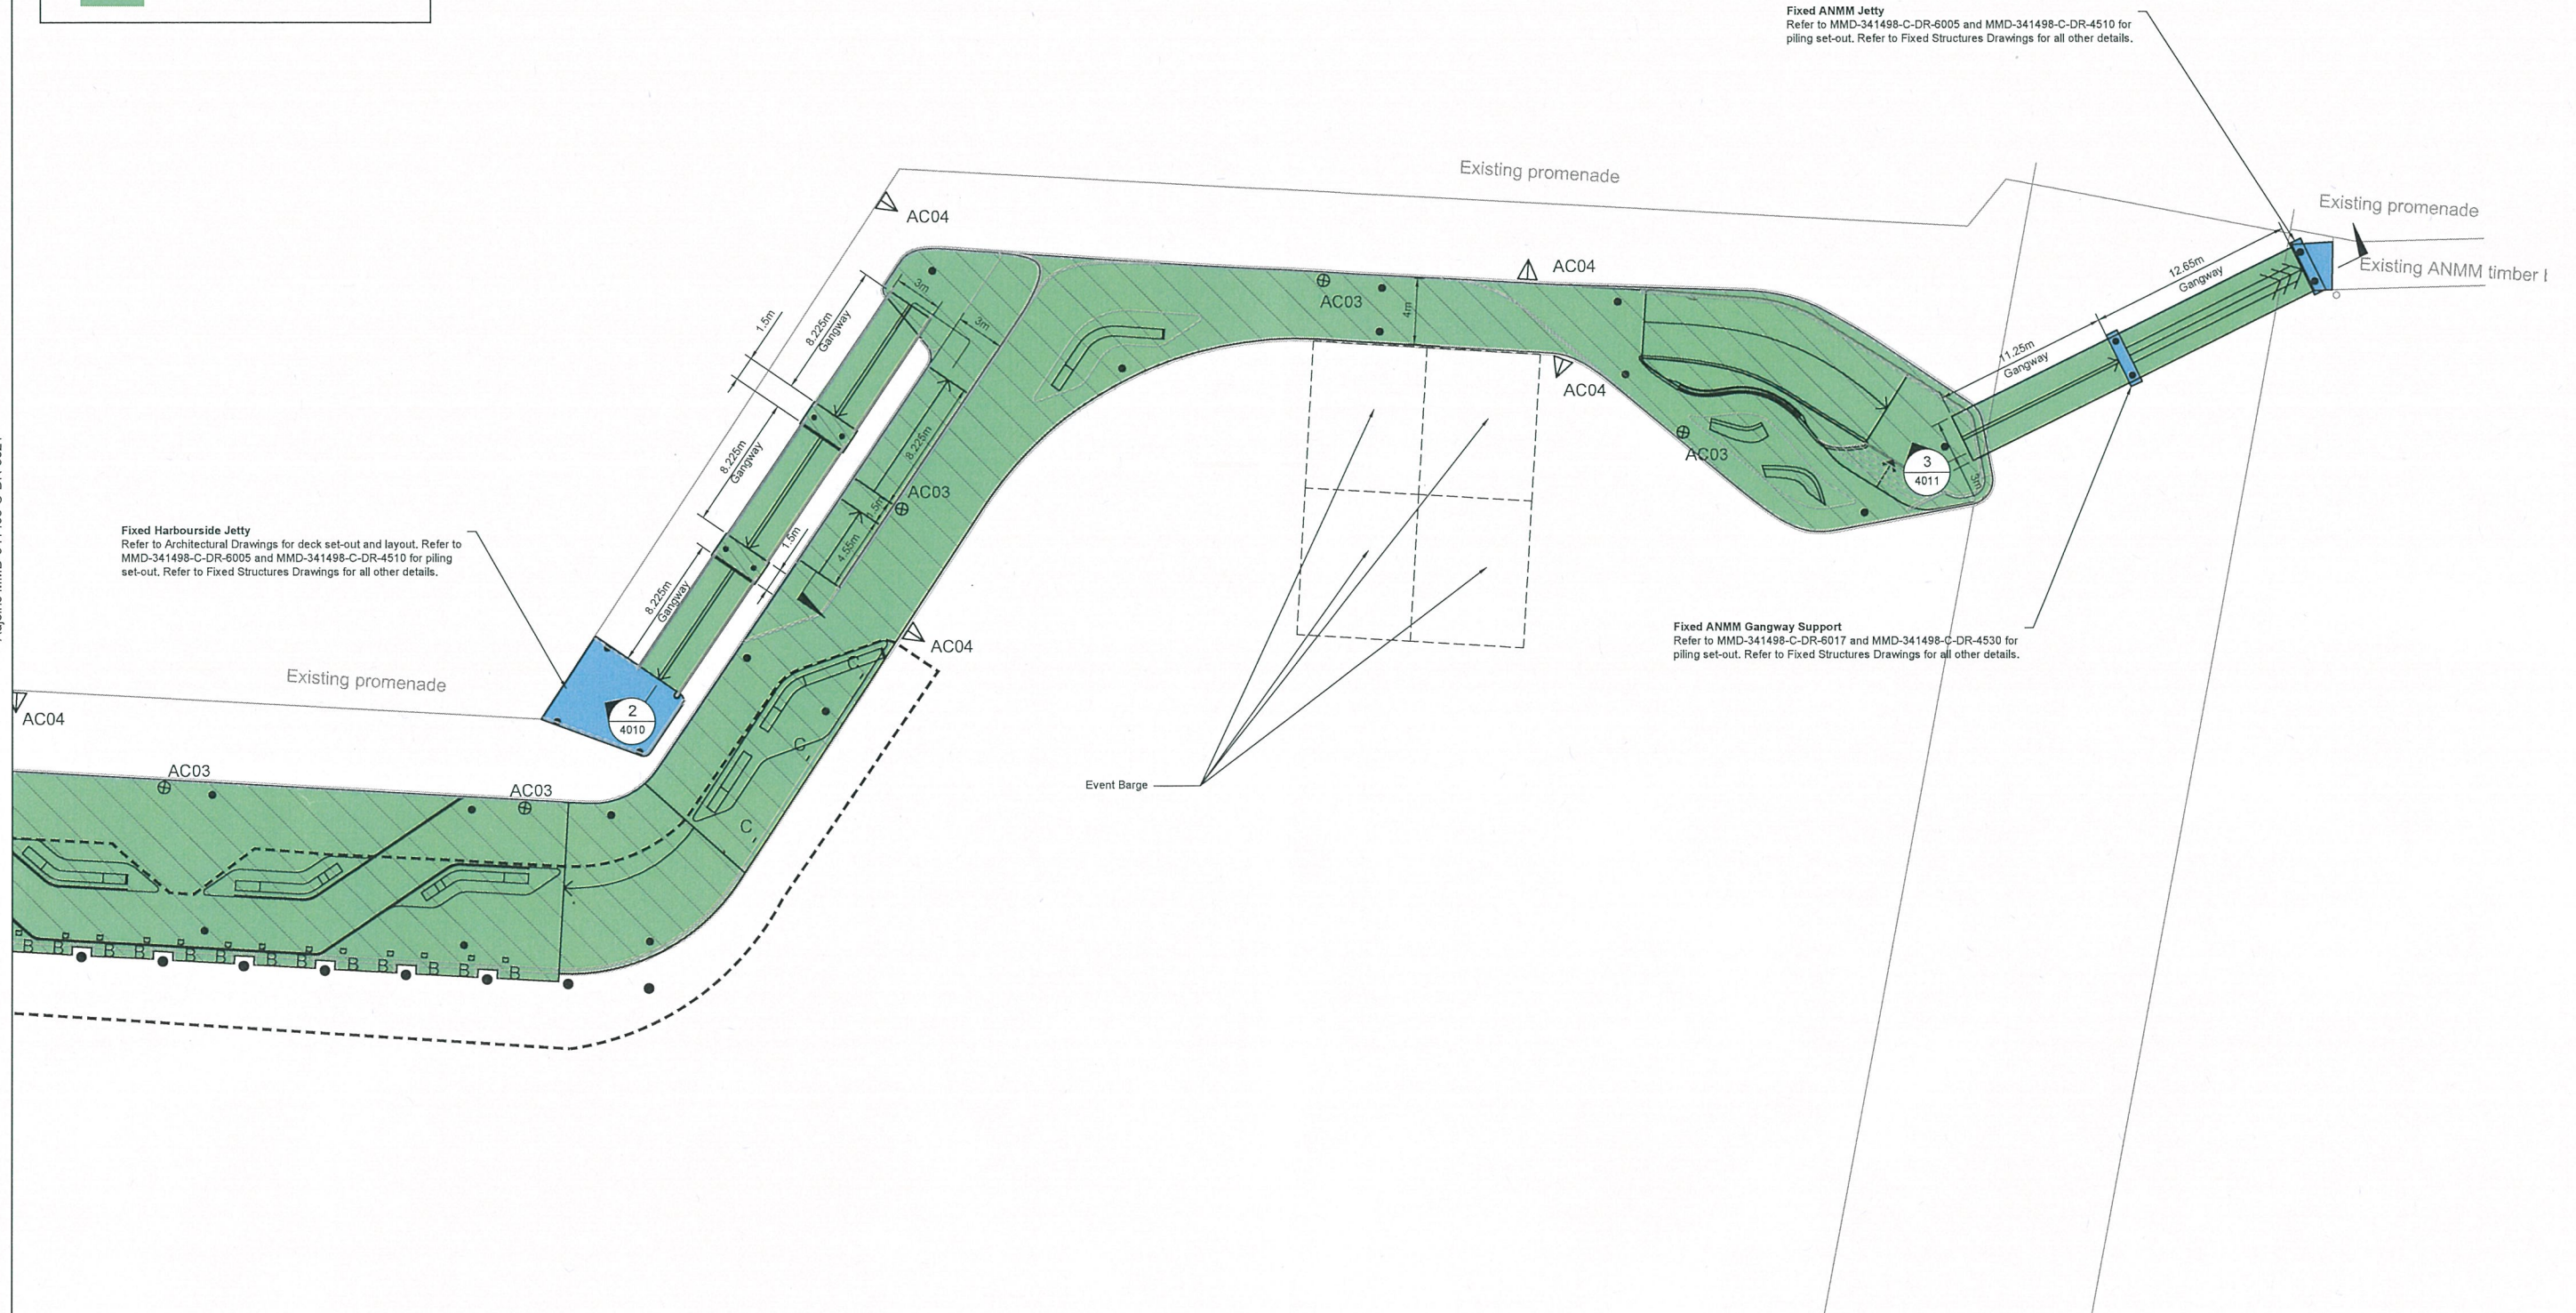 Fixed ANMM Jetty
Refer to MMD-341498-C-DR-6005 and MMD-341498-C-DR-4510 for
piling set-out. Refer to Fixed Structures Drawings for all other details.
Existing promenade
Existing promenade
Existing ANMM timber
AC04
AC04
AC03
AC04
AC03
AC03
AC04
12.65m
Gangway
11.25m
Gangway
3m
3m
4m
3m
1.5m
8.225m
Gangway
8.225m
Gangway
8.225m
1.5m
1.5m
4.55m
8.225m
Gangway
3
4011
Fixed Harbourside Jetty
Refer to Architectural Drawings for deck set-out and layout. Refer to
MMD-341498-C-DR-6005 and MMD-341498-C-DR-4510 for piling
set-out. Refer to Fixed Structures Drawings for all other details.
Fixed ANMM Gangway Support
Refer to MMD-341498-C-DR-6017 and MMD-341498-C-DR-4530 for
piling set-out. Refer to Fixed Structures Drawings for all other details.
Existing promenade
2
4010
AC04
AC03
AC03
Event Barge
C
C
C
B B B B B B B B B B B B B